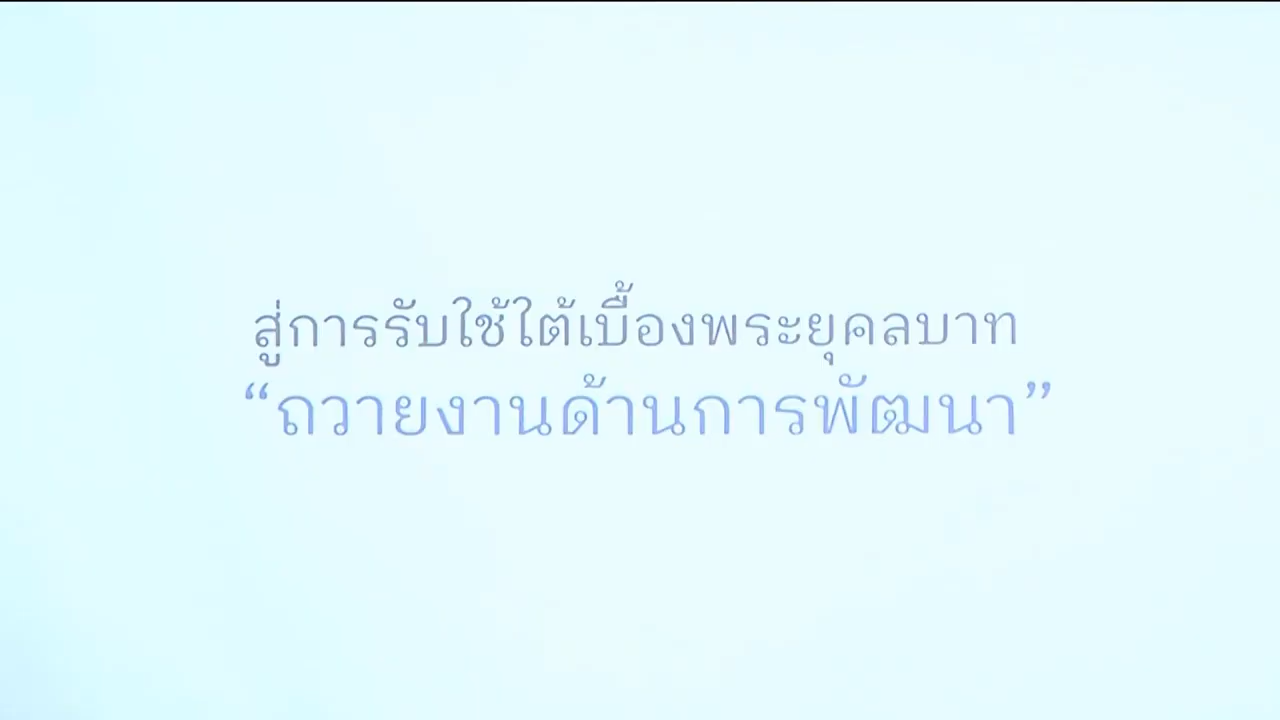 สู่การรับใช้ใต้เบื้องพระยุคลบาท
“ถวายงานด้านการพัฒนา”